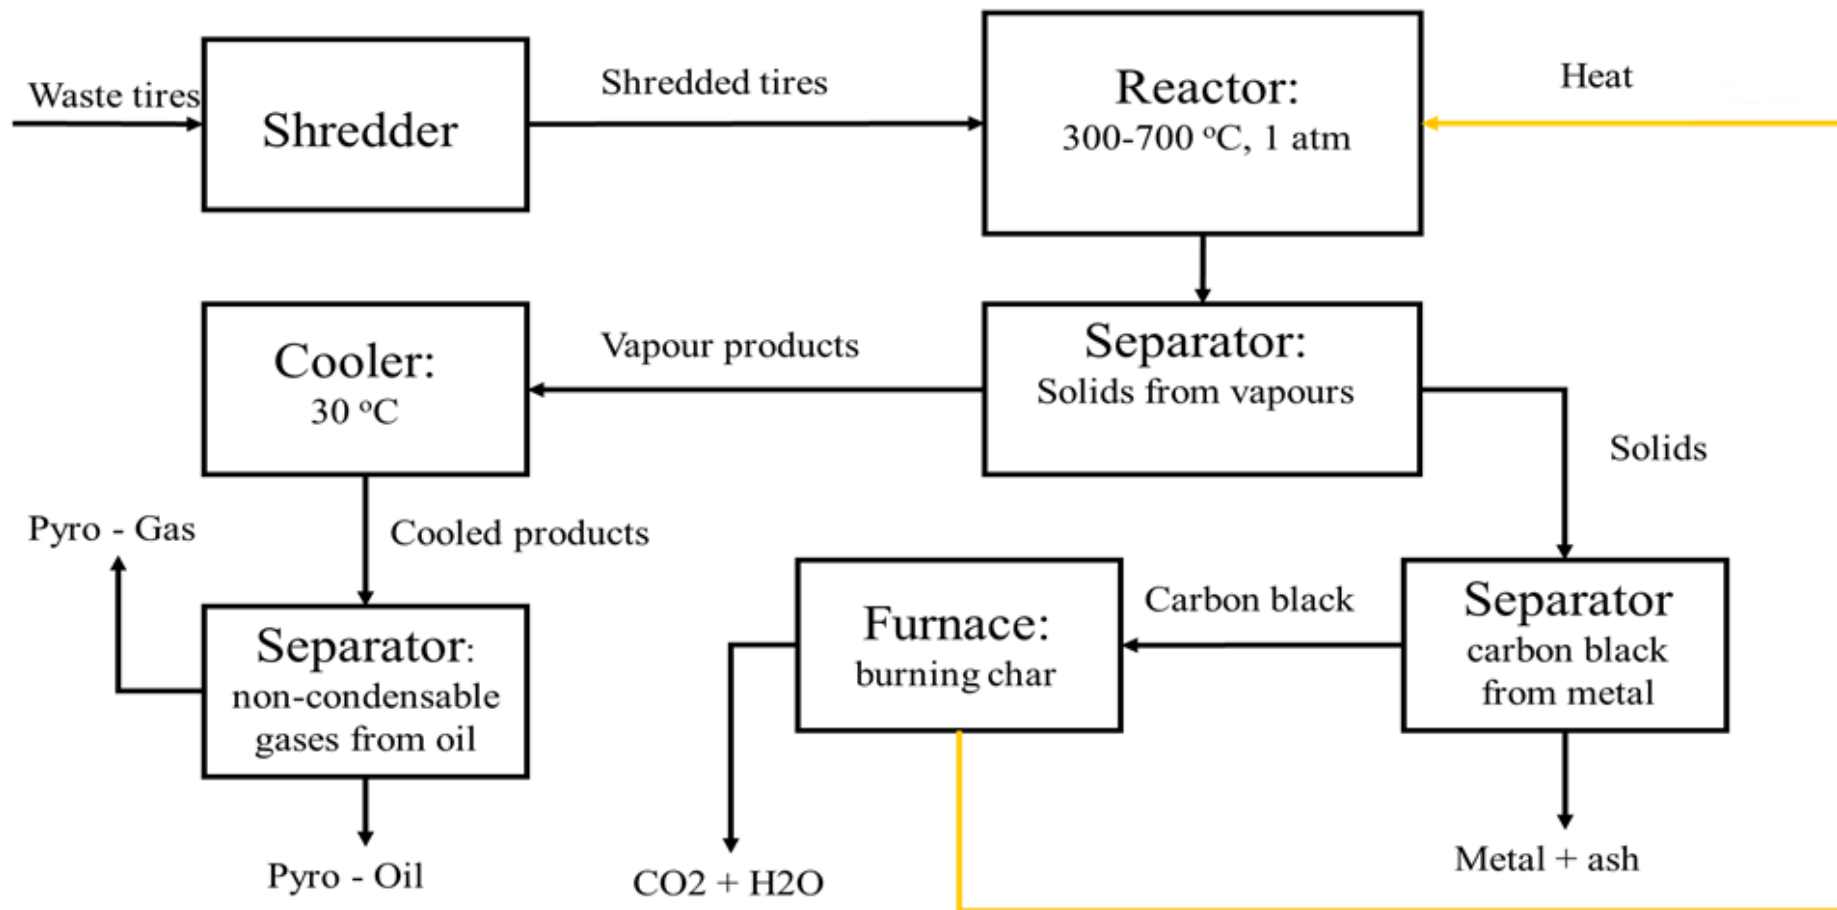 Waste tires
Shredder
Shredded tires
Reactor:
300-700 °C, 1 atm
Heat
Cooler:
30 °C
Vapour products
Separator:
Solids from vapours
Solids
Pyro - Gas
Cooled products
Separator:
non-condensable
gases from oil
Furnace:
burning char
Carbon black
Separator
carbon black
from metal
Pyro - Oil
CO2 + H2O
Metal + ash